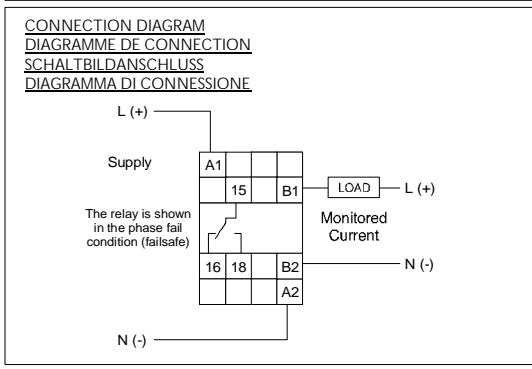 CONNECTION DIAGRAM
DIAGRAMME DE CONNECTION
SCHALTBILDANSCHLUSS
DIAGRAMMA DI CONNESSIONE
L (+)
Supply
A1
15
B1
LOAD
L (+)
The relay is shown
in the phase fail
condition (failsafe)
Monitored
Current
16
18
B2
N (-)
A2
N (-)